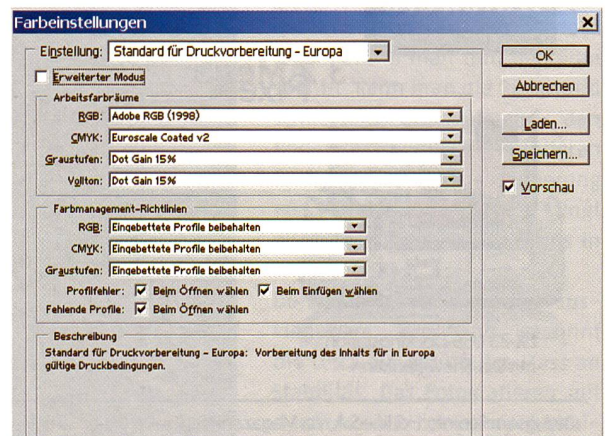 Farbeinstellungen
Einstellung: Standard für Druckvorbereitung - Europa
OK
Erweiterter Modus
Abbrechen
Arbeitsfarbräume
RGB: Adobe RGB (1998)
CMYK: Euroscale Coated v2
Laden...
Graustufen: Dot Gain 15%
Speichern...
Vollton: Dot Gain 15%
Vorschau
Farbmanagement-Richtlinien
RGB: Eingebettete Profile beibehalten
CMYK: Eingebettete Profile beibehalten
Graustufen: Eingebettete Profile beibehalten
Profilfehler: Beim Öffnen wählen Beim Einfügen wählen
Fehlende Profile: Beim Öffnen wählen
Beschreibung
Standard für Druckvorbereitung - Europa: Vorbereitung des Inhalts für in Europa
gültige Druckbedingungen.